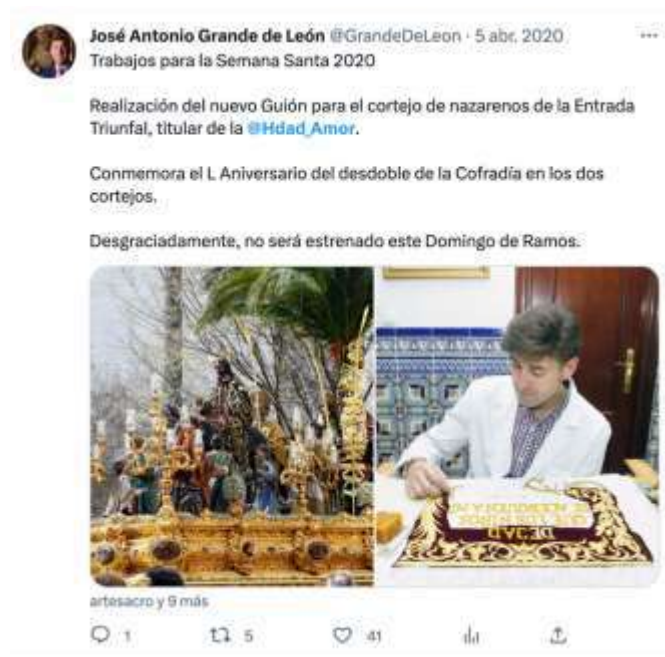 José Antonio Grande de León @GrandeDeLeon · 5 abr. 2020
Trabajos para la Semana Santa 2020
Realización del nuevo Guión para el cortejo de nazarenos de la Entrada
Triunfal, titular de la @Hdad_Amor.
Conmemora el L Aniversario del desdoble de la Cofradía en los dos
cortejos.
Desgraciadamente, no será estrenado este Domingo de Ramos.
DEJAD
artesacro y 9 más
1 5 41